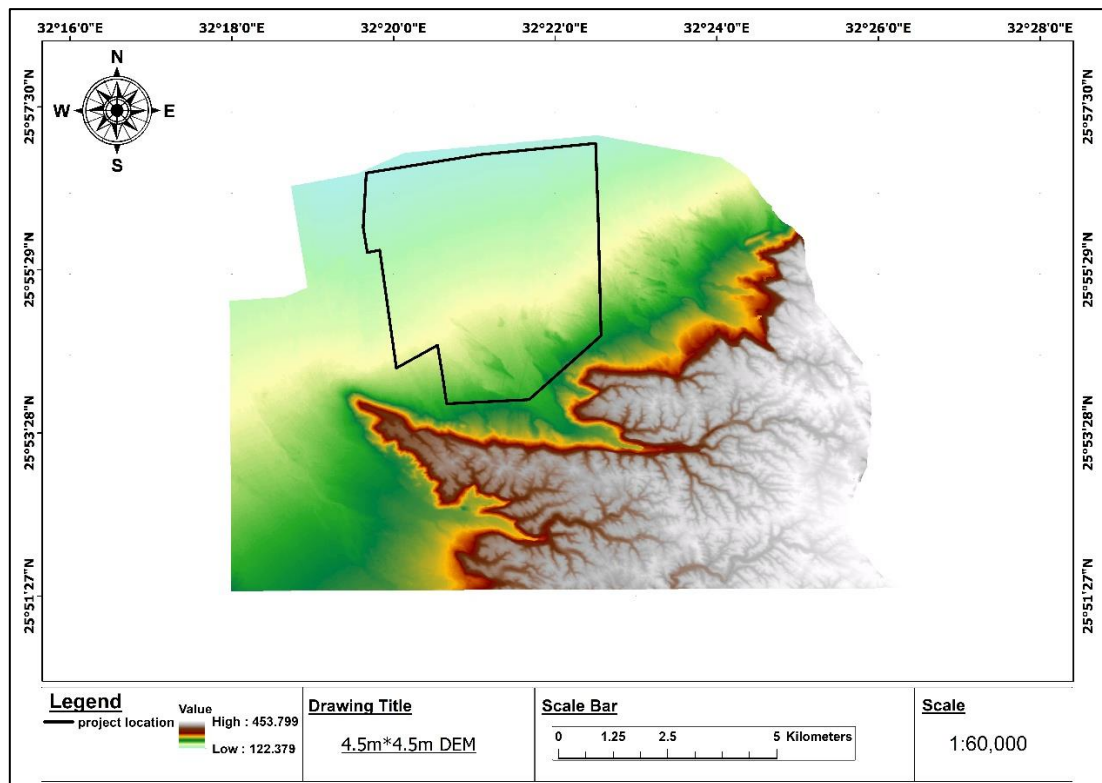 32°16'0"E 32°18'0"E 32°20'0"E 32°22'0"E 32°24'0"E 32°26'0"E 32°28'0"E
N
W E
S
25°57'30"N 25°57'30"N
25°55'29"N 25°55'29"N
25°53'28"N 25°53'28"N
25°51'27"N 25°51'27"N
Legend
project location
Value
High : 453.799
Low : 122.379
Drawing Title
4.5m*4.5m DEM
Scale Bar
0 1.25 2.5 5 Kilometers
Scale
1:60,000